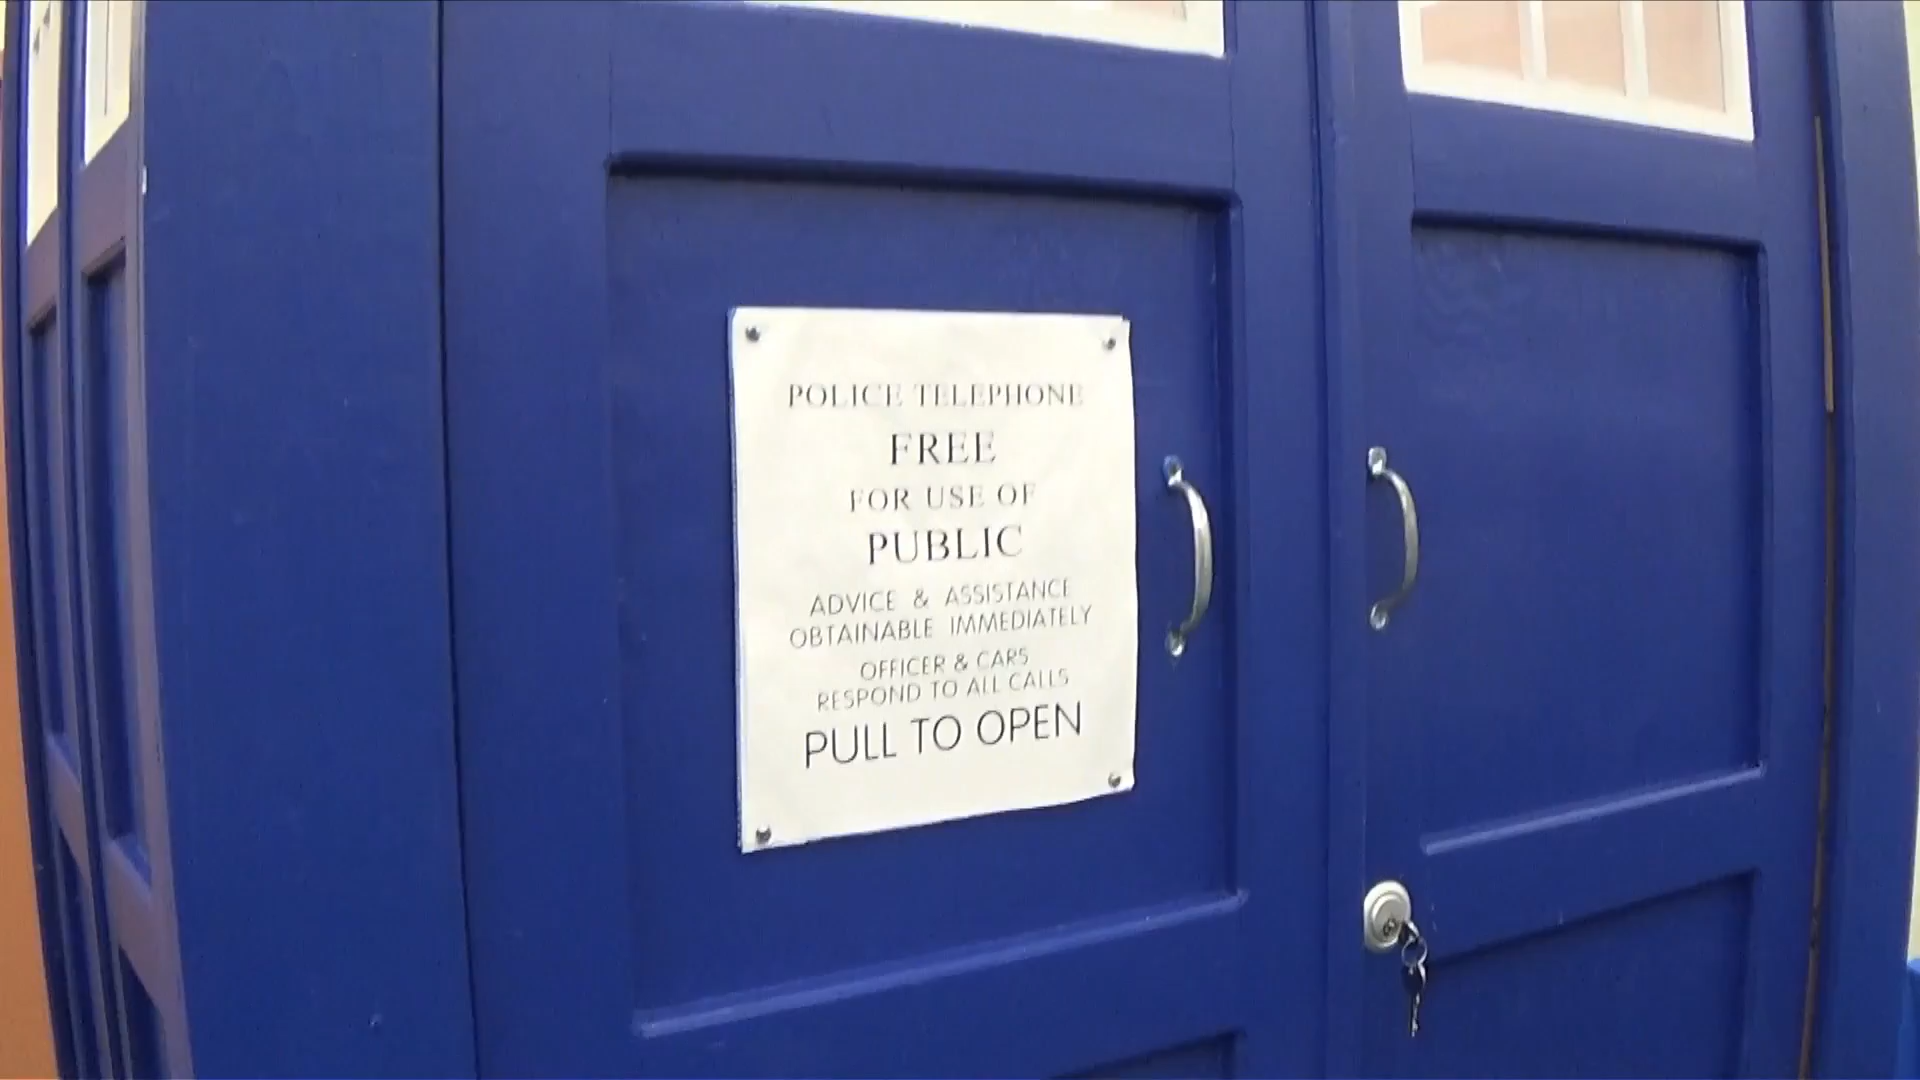 POLICE TELEPHONE
FREE
FOR USE OF
PUBLIC
ADVICE & ASSISTANCE
OBTAINABLE IMMEDIATELY
OFFICER & CARS
RESPOND TO ALL CALLS
PULL TO OPEN